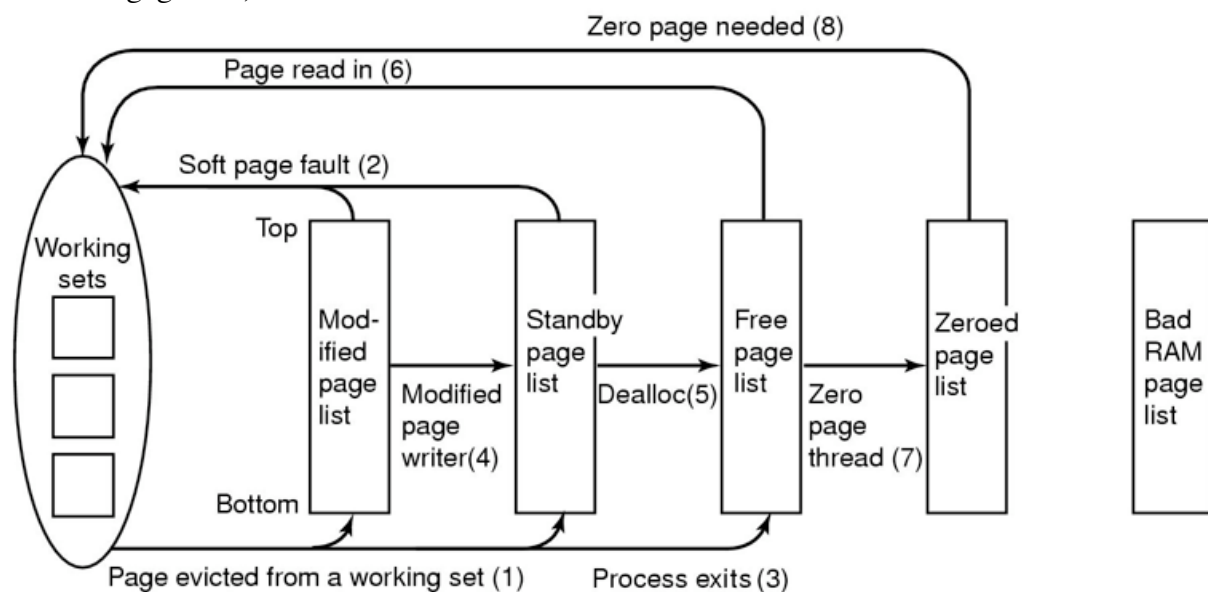 Zero page needed (8)
Page read in (6)
Soft page fault (2)
Top
Working
sets
Mod-
ified
page
list
Modified
page
writer(4)
Standby
page
list
Dealloc(5)
Free
page
list
Zero
page
thread (7)
Zeroed
page
list
Bad
RAM
page
list
Bottom
Page evicted from a working set (1)
Process exits (3)